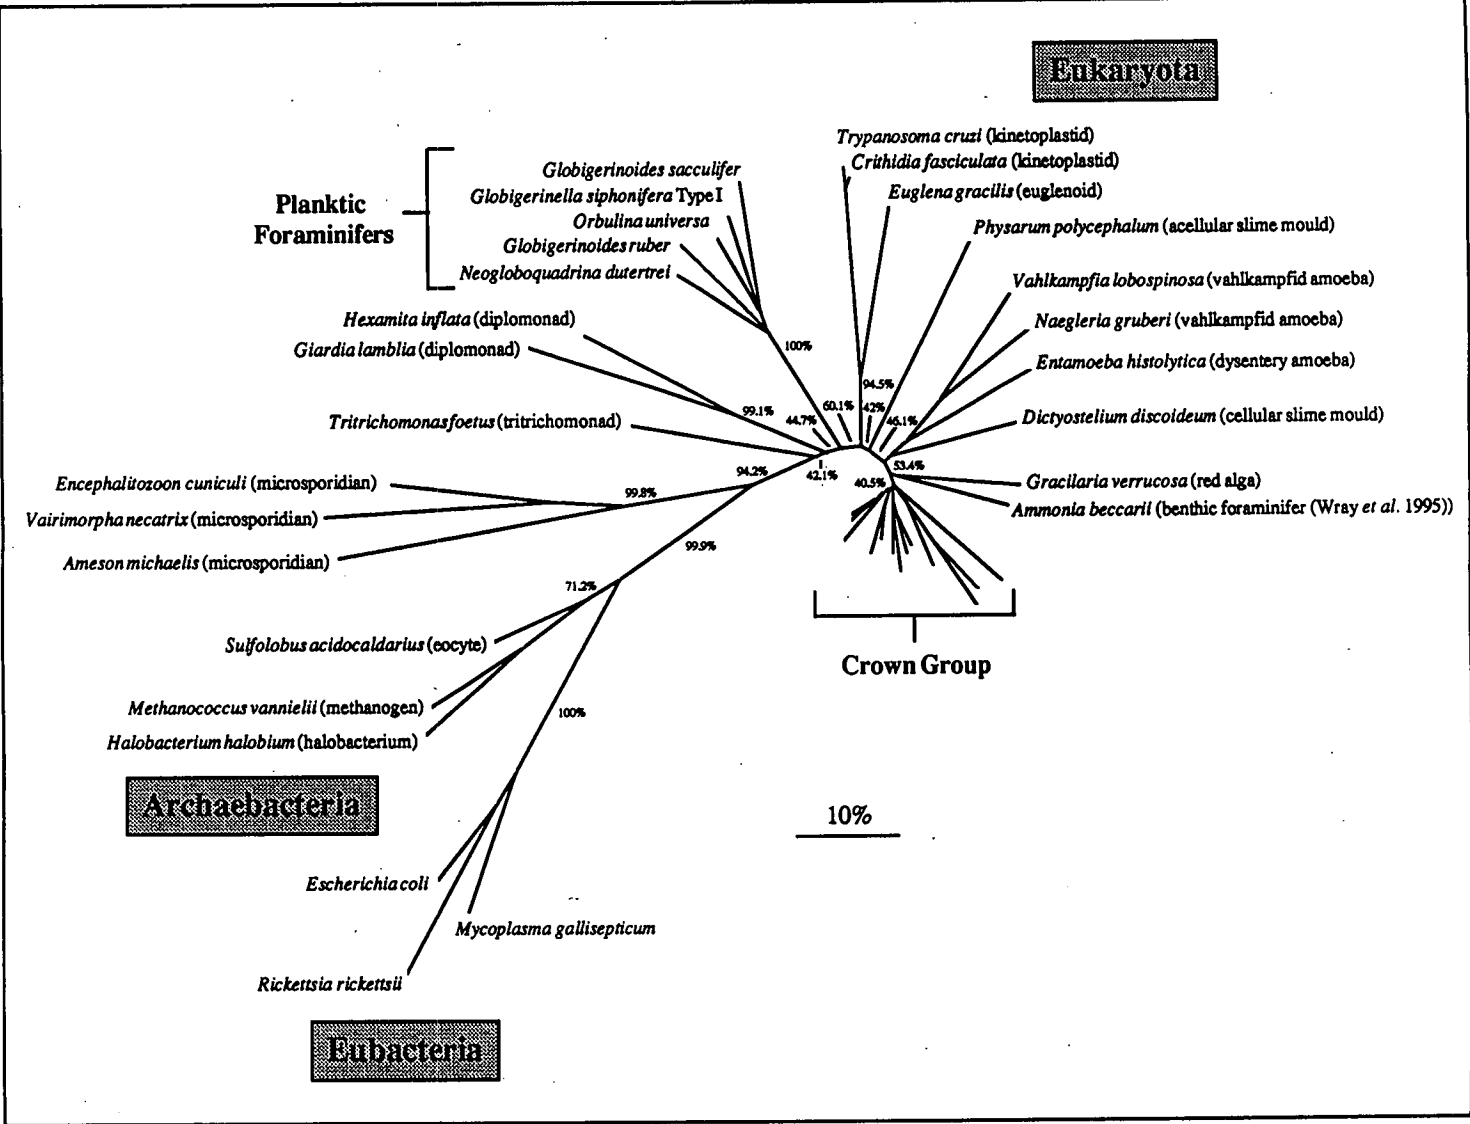 Eukaryota
Trypanosoma cruzi (kinetoplastid)
Crithidia fasciculata (kinetoplastid)
Euglena gracilis (euglenoid)
Physarum polycephalum (acellular slime mould)
Vahlkampfia lobospinosa (vahlkampfid amoeba)
Naegleria gruberi (vahlkampfid amoeba)
Entamoeba histolytica (dysentery amoeba)
Dictyostelium discoideum (cellular slime mould)
Gracilaria verrucosa (red alga)
Ammonia beccarii (benthic foraminifer (Wray et al. 1995))
Crown Group
Planktic
Foraminifers
Globigerinoides sacculifer
Globigerinella siphonifera Type I
Orbulina universa
Globigerinoides ruber
Neogloboquadrina dutertrei
Hexamita inflata (diplomonad)
Giardia lamblia (diplomonad)
Tritrichomonas foetus (tritrichomonad)
Encephalitozoon cuniculi (microsporidian)
Vairimorpha necatrix (microsporidian)
Ameson michaelis (microsporidian)
100%
94.5%
60.1%
42%
46.1%
99.1%
44.7%
53.4%
94.2%
42.1%
40.5%
99.8%
99.9%
71.2%
Sulfolobus acidocaldarius (eocyte)
Methanococcus vannielii (methanogen)
Halobacterium halobium (halobacterium)
Archaebacteria
100%
10%
Escherichia coli
Mycoplasma gallisepticum
Rickettsia rickettsii
Eubacteria